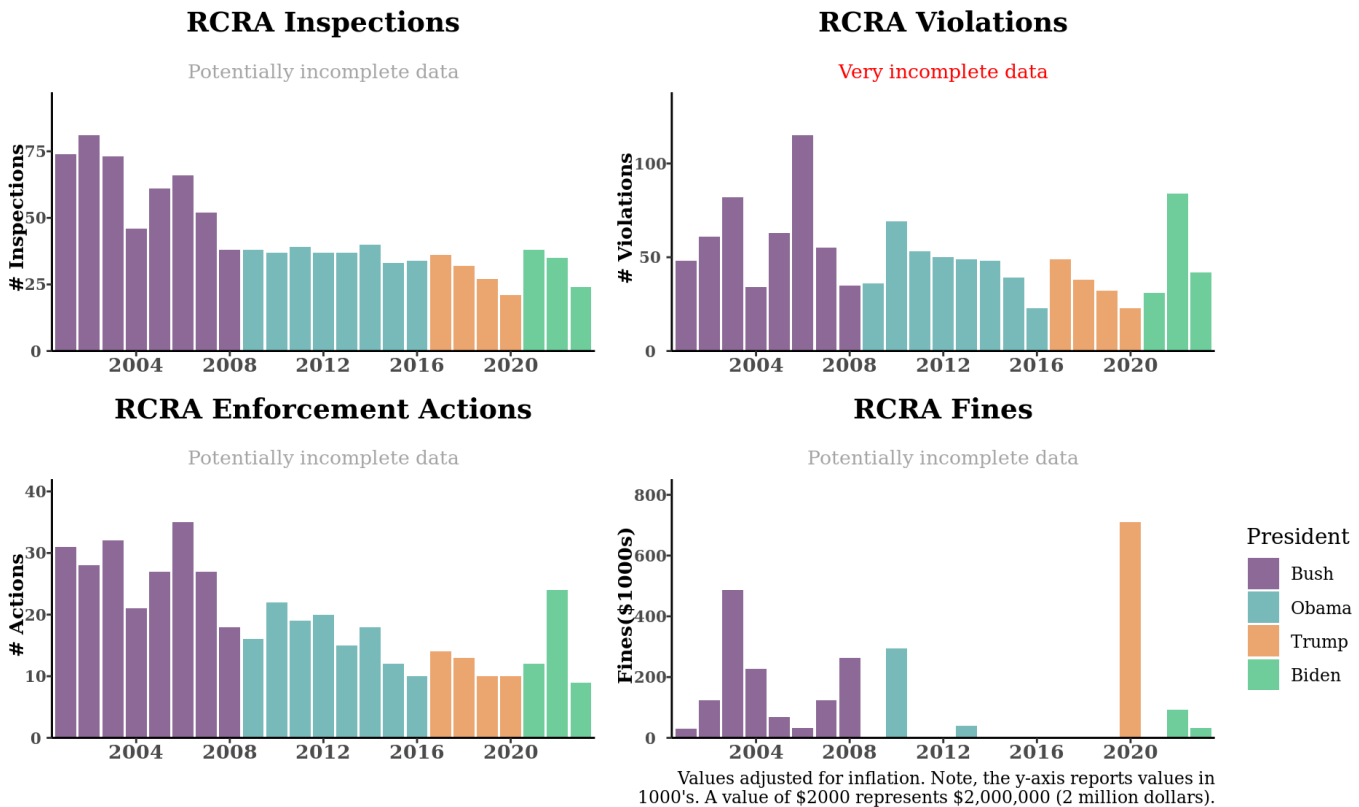 RCRA Inspections
Potentially incomplete data
# Inspections
75
50
25
0
2004 2008 2012 2016 2020
RCRA Violations
Very incomplete data
# Violations
100
50
0
2004 2008 2012 2016 2020
RCRA Enforcement Actions
Potentially incomplete data
# Actions
40
30
20
10
0
2004 2008 2012 2016 2020
RCRA Fines
Potentially incomplete data
Fines($1000s)
800
600
400
200
0
2004 2008 2012 2016 2020
President
Bush
Obama
Trump
Biden
Values adjusted for inflation. Note, the y-axis reports values in
1000's. A value of $2000 represents $2,000,000 (2 million dollars).